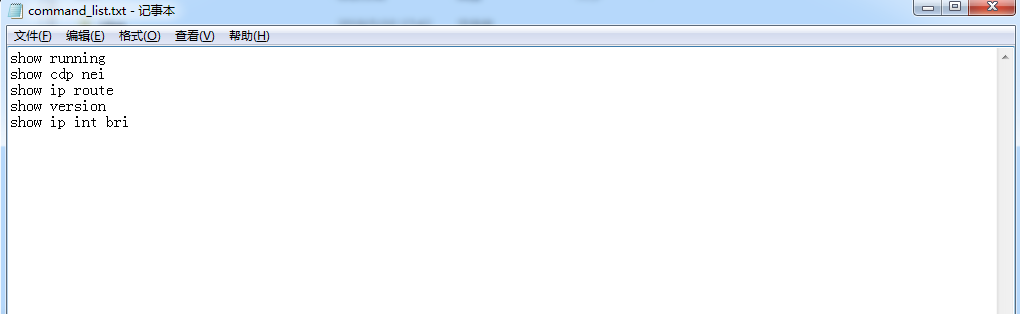 command_list.txt - 记事本
文件(F) 编辑(E) 格式(O) 查看(V) 帮助(H)
show running
show cdp nei
show ip route
show version
show ip int bri